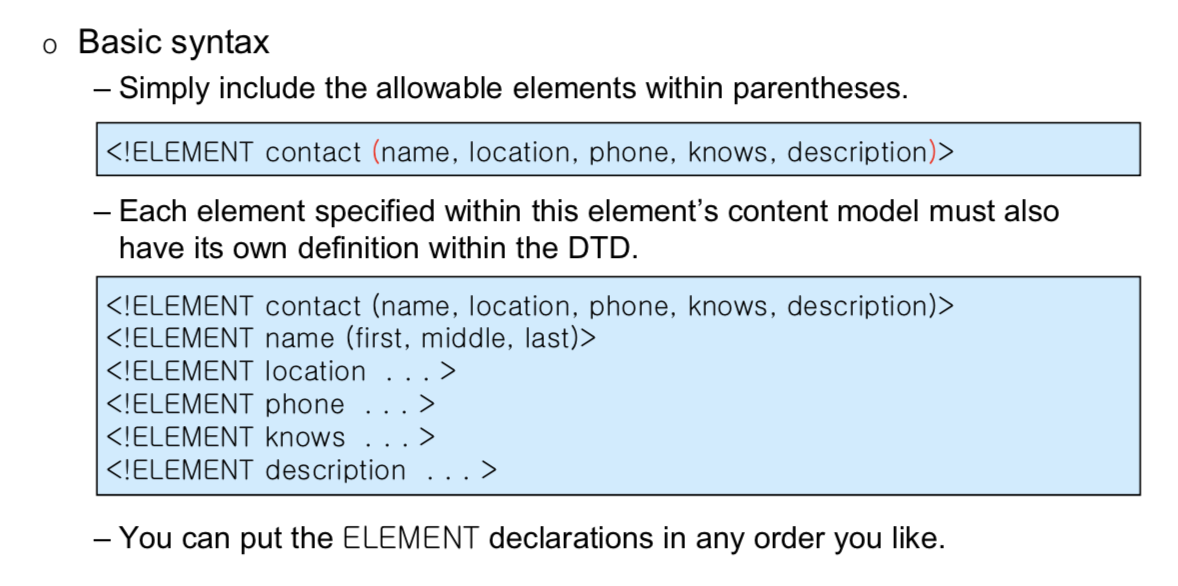 o Basic syntax
– Simply include the allowable elements within parentheses.
<!ELEMENT contact (name, location, phone, knows, description)>
– Each element specified within this element’s content model must also
have its own definition within the DTD.
<!ELEMENT contact (name, location, phone, knows, description)>
<!ELEMENT name (first, middle, last)>
<!ELEMENT location . . . >
<!ELEMENT phone . . . >
<!ELEMENT knows . . . >
<!ELEMENT description . . . >
– You can put the ELEMENT declarations in any order you like.